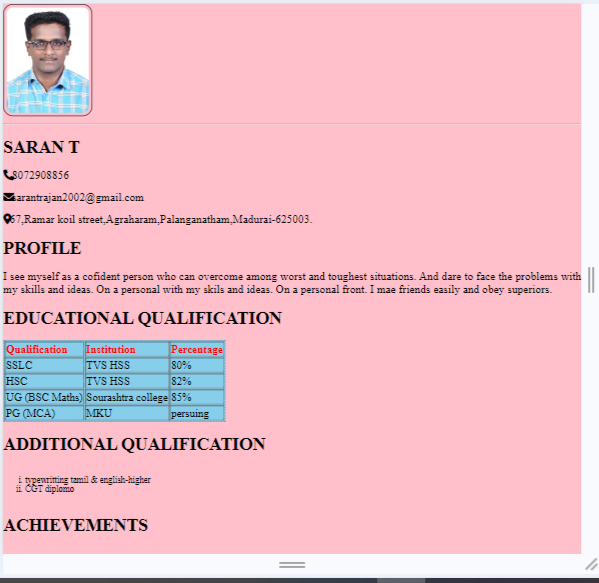 SARAN T
8072908856
sarantrajan2002@gmail.com
67,Ramar koil street,Agraharam,Palanganatham,Madurai-625003.
PROFILE
I see myself as a cofident person who can overcome among worst and toughest situations. And dare to face the problems with
my skills and ideas. On a personal with my skils and ideas. On a personal front. I mae friends easily and obey superiors.
EDUCATIONAL QUALIFICATION
Qualification Institution Percentage
SSLC TVS HSS 80%
HSC TVS HSS 82%
UG (BSC Maths) Sourashtra college 85%
PG (MCA) MKU persuing
ADDITIONAL QUALIFICATION
i. typewritting tamil & english-higher
ii. CGT diplomo
ACHIEVEMENTS